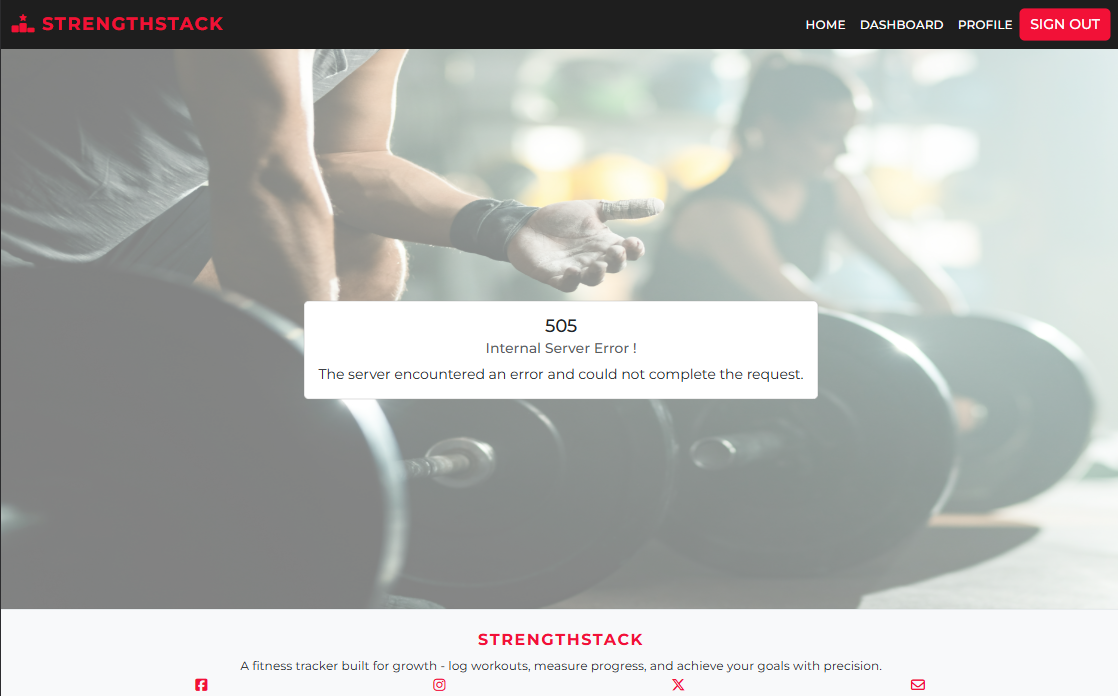 STRENGTHSTACK
HOME DASHBOARD PROFILE SIGN OUT
505
Internal Server Error !
The server encountered an error and could not complete the request.
STRENGTHSTACK
A fitness tracker built for growth - log workouts, measure progress, and achieve your goals with precision.